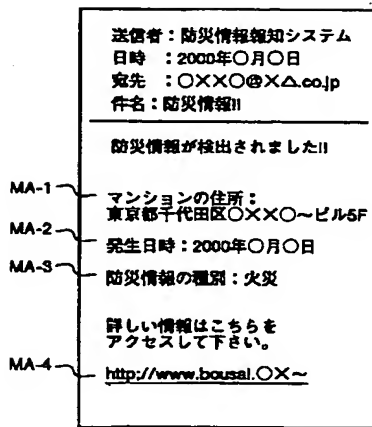 送信者：防災情報報知システム
日時　：2000年〇月〇日
宛先　：〇××〇@×△.co.jp
件名：防災情報!!
防災情報が検出されました!!
MA-1
マンションの住所：
東京都千代田区〇××〇～ビル5F
MA-2
発生日時：2000年〇月〇日
MA-3
防災情報の種別：火災
詳しい情報はこちらを
アクセスして下さい。
MA-4
http://www.bousai.〇×～